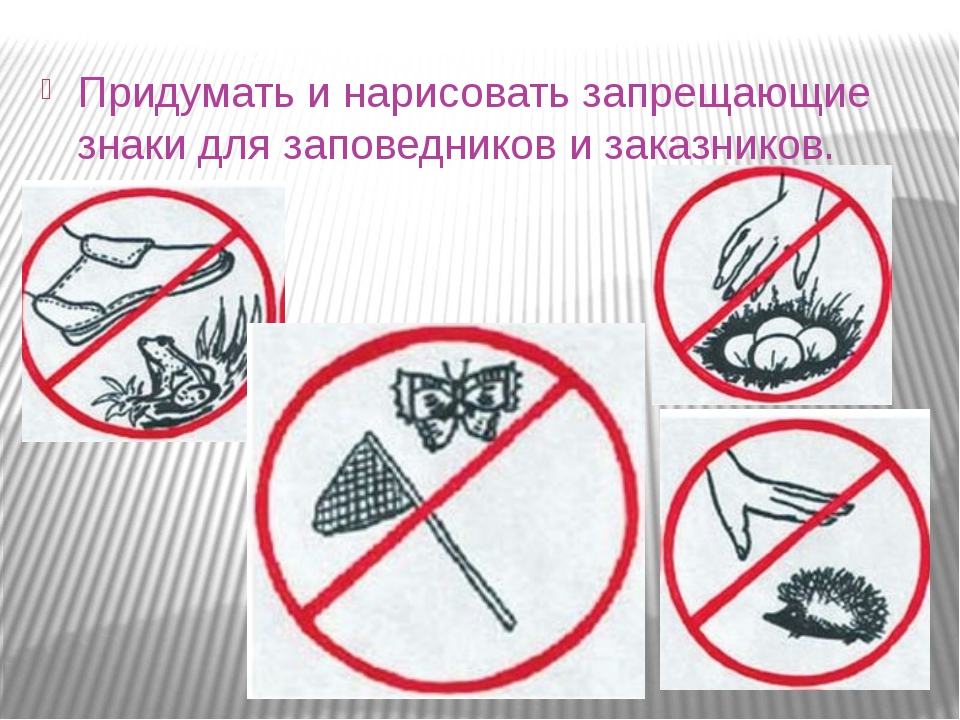 Придумать и нарисовать запрещающие
знаки для заповедников и заказников.